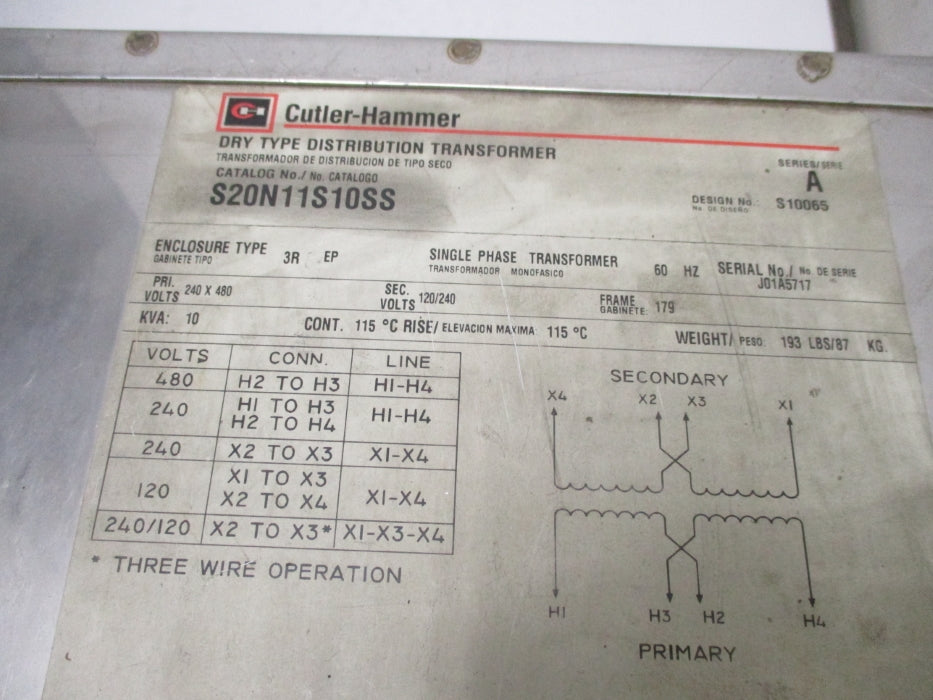 Cutler-Hammer
DRY TYPE DISTRIBUTION TRANSFORMER
TRANSFORMADOR DE DISTRIBUCION DE TIPO SECO
CATALOG No./ No. CATALOGO
S20N11S10SS
SERIES/SERIE
A
DESIGN No. S10065
No. DE DISEÑO
ENCLOSURE TYPE 3R EP
GABINETE TIPO
SINGLE PHASE TRANSFORMER 60 HZ
TRANSFORMADOR MONOFASICO
SERIAL No./ No. DE SERIE
J01A5717
PRI.
VOLTS 240 X 480
SEC.
VOLTS 120/240
FRAME 179
GABINETE:
KVA: 10
CONT. 115 °C RISE/ ELEVACION MAXIMA: 115 °C
WEIGHT/ PESO: 193 LBS/87 KG.
VOLTS CONN. LINE
480 H2 TO H3 H1-H4
240 H1 TO H3 H1-H4
H2 TO H4
240 X2 TO X3 X1-X4
120 X1 TO X3 X1-X4
X2 TO X4
240/120 X2 TO X3* X1-X3-X4
* THREE WIRE OPERATION
SECONDARY
X4 X2 X3 X1
H1 H3 H2 H4
PRIMARY